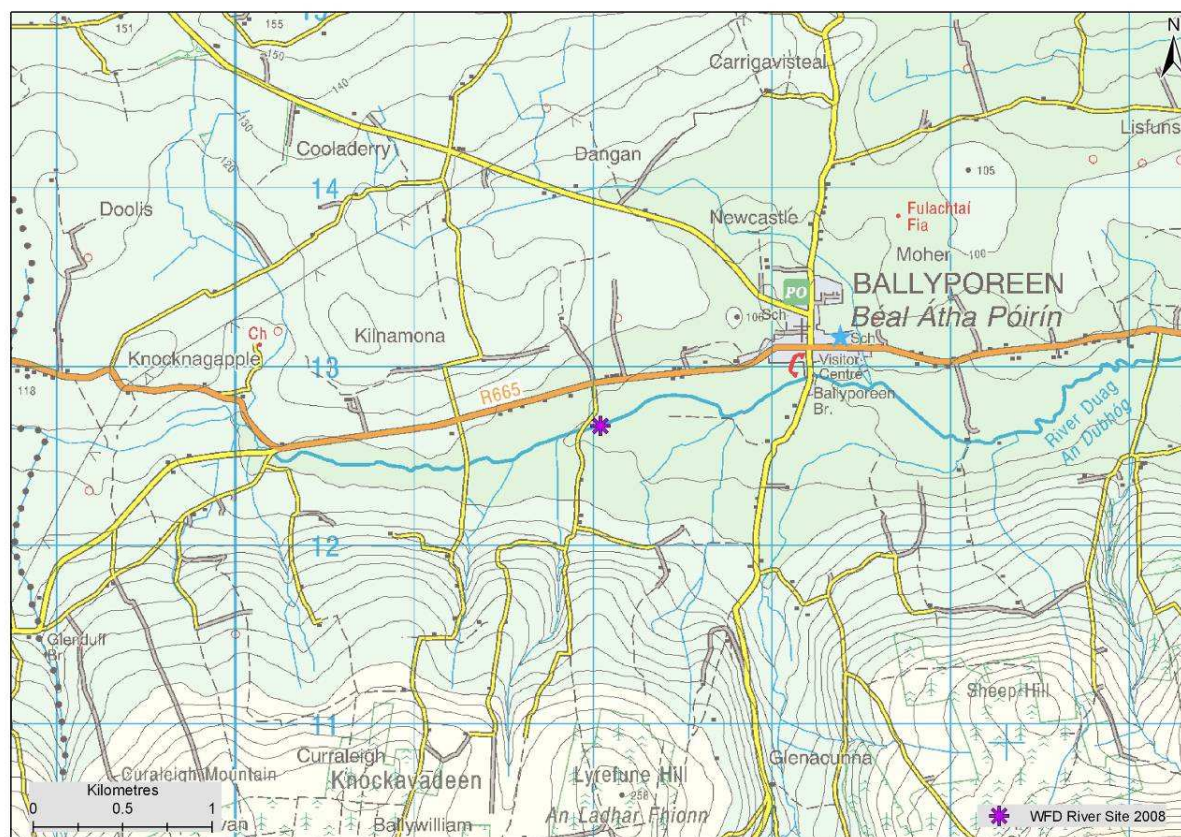 151
155
150
140
130
120
Carrigavisteal
N
Lisfuns
Cooladerry
Dangan
14
105
Doolis
Newcastle
Fulachtaí
Fia
Moher
100
PO
BALLYPOREEN
Béal Átha Póirín
Sch
Sch
Ch
Kilnamona
Knocknagapple
13
118
R665
Visitor
Centre
Ballyporeen
Br.
River Duag
An Dubhóg
12
Glenduff
Br.
11
Sheep Hill
Curraleigh
Knockavadeen
Lyrefune Hill
Glenacunna
Curaleigh Mountain
An Ladhar Fhionn
Ballywilliam
Kilometres
0 0.5 1
WFD River Site 2008